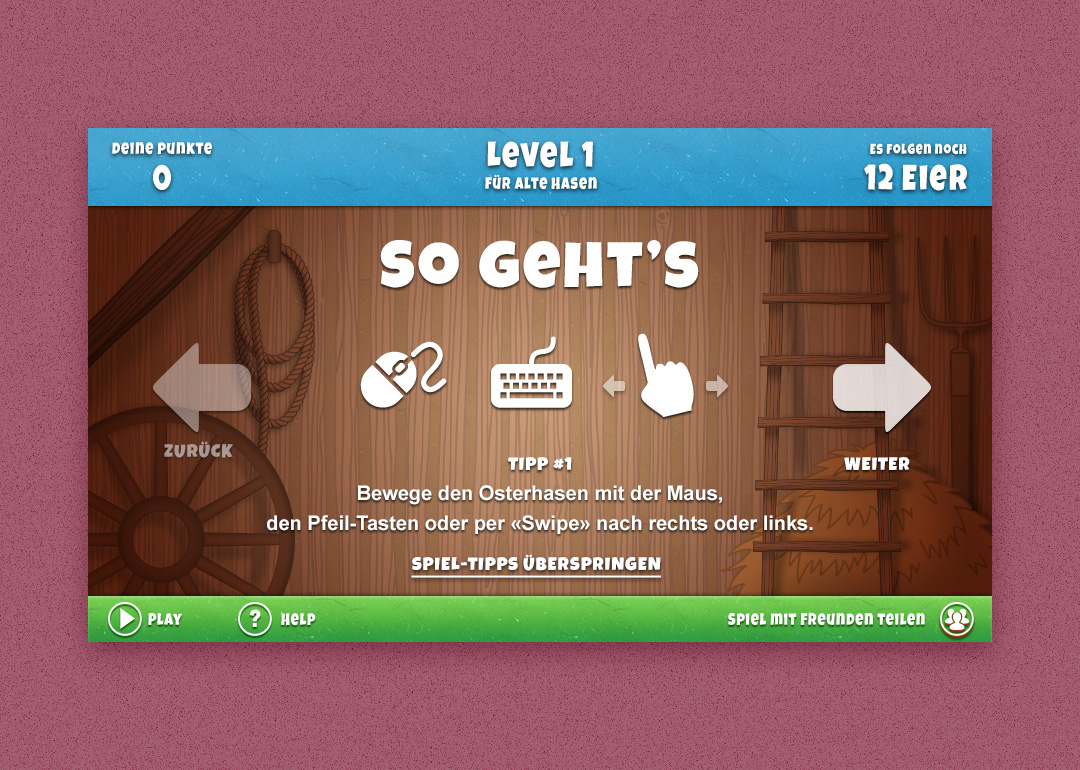 Deine Punkte
0
Level 1
für alte Hasen
Es folgen noch
12 Eier
So geht's
ZURÜCK
WEITER
TIPP #1
Bewege den Osterhasen mit der Maus,
den Pfeil-Tasten oder per «Swipe» nach rechts oder links.
SPIEL-TIPPS ÜBERSPRINGEN
PLAY
?
HELP
Spiel mit Freunden teilen